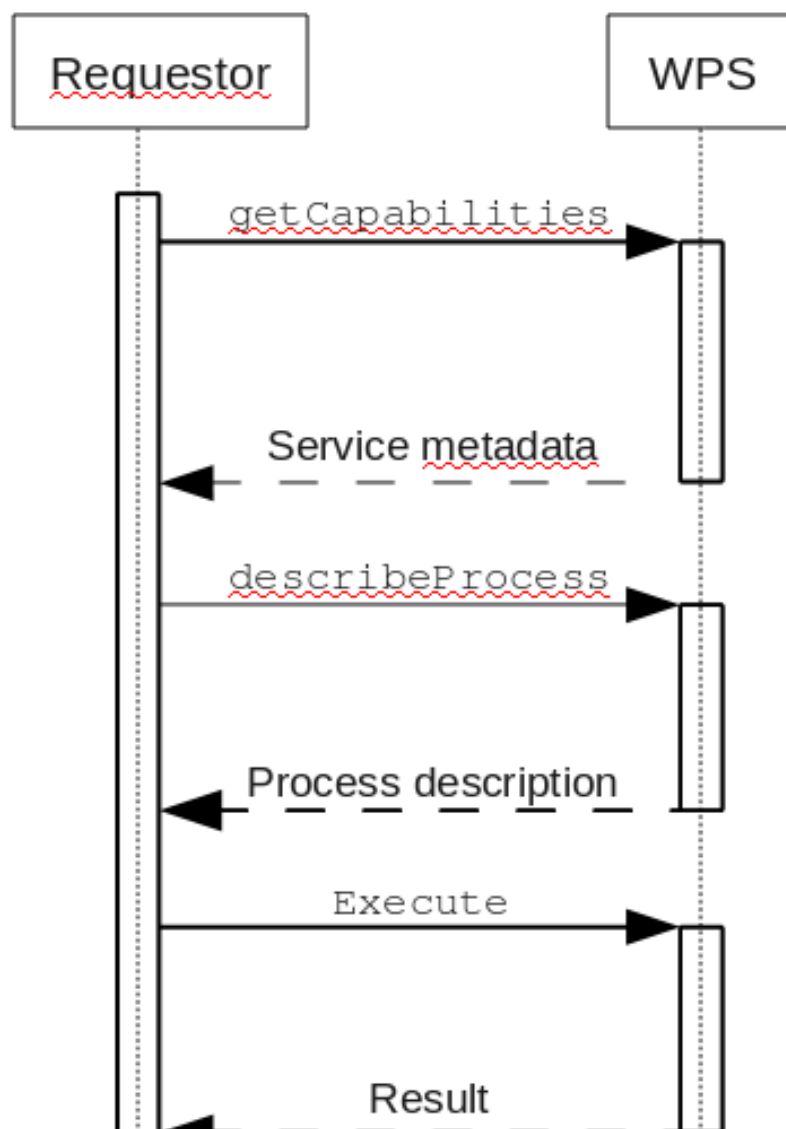 Requestor
WPS
getCapabilities
Service metadata
describeProcess
Process description
Execute
Result